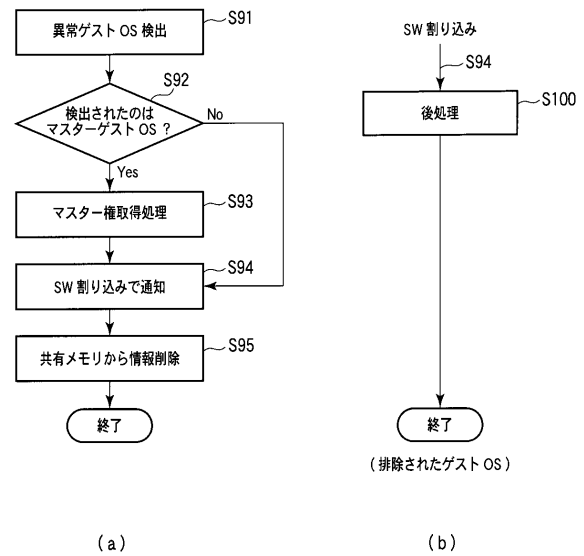 異常ゲスト OS 検出
S91
S92
検出されたのは
マスターゲスト OS ?
No
Yes
マスター権取得処理
S93
SW 割り込みで通知
S94
共有メモリから情報削除
S95
終了
(a)
SW 割り込み
S94
後処理
S100
終了
(排除されたゲスト OS)
(b)